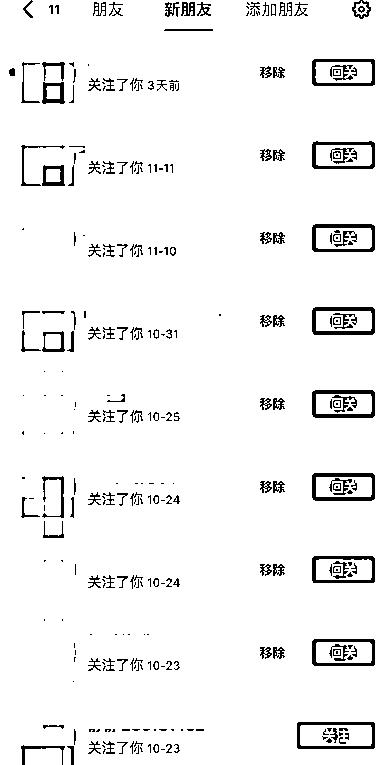 11 朋友 新朋友 添加朋友
关注了你 3天前 移除 回关
关注了你 11-11 移除 回关
关注了你 11-10 移除 回关
关注了你 10-31 移除 回关
关注了你 10-25 移除 回关
关注了你 10-24 移除 回关
关注了你 10-24 移除 回关
关注了你 10-23 移除 回关
关注了你 10-23 关注